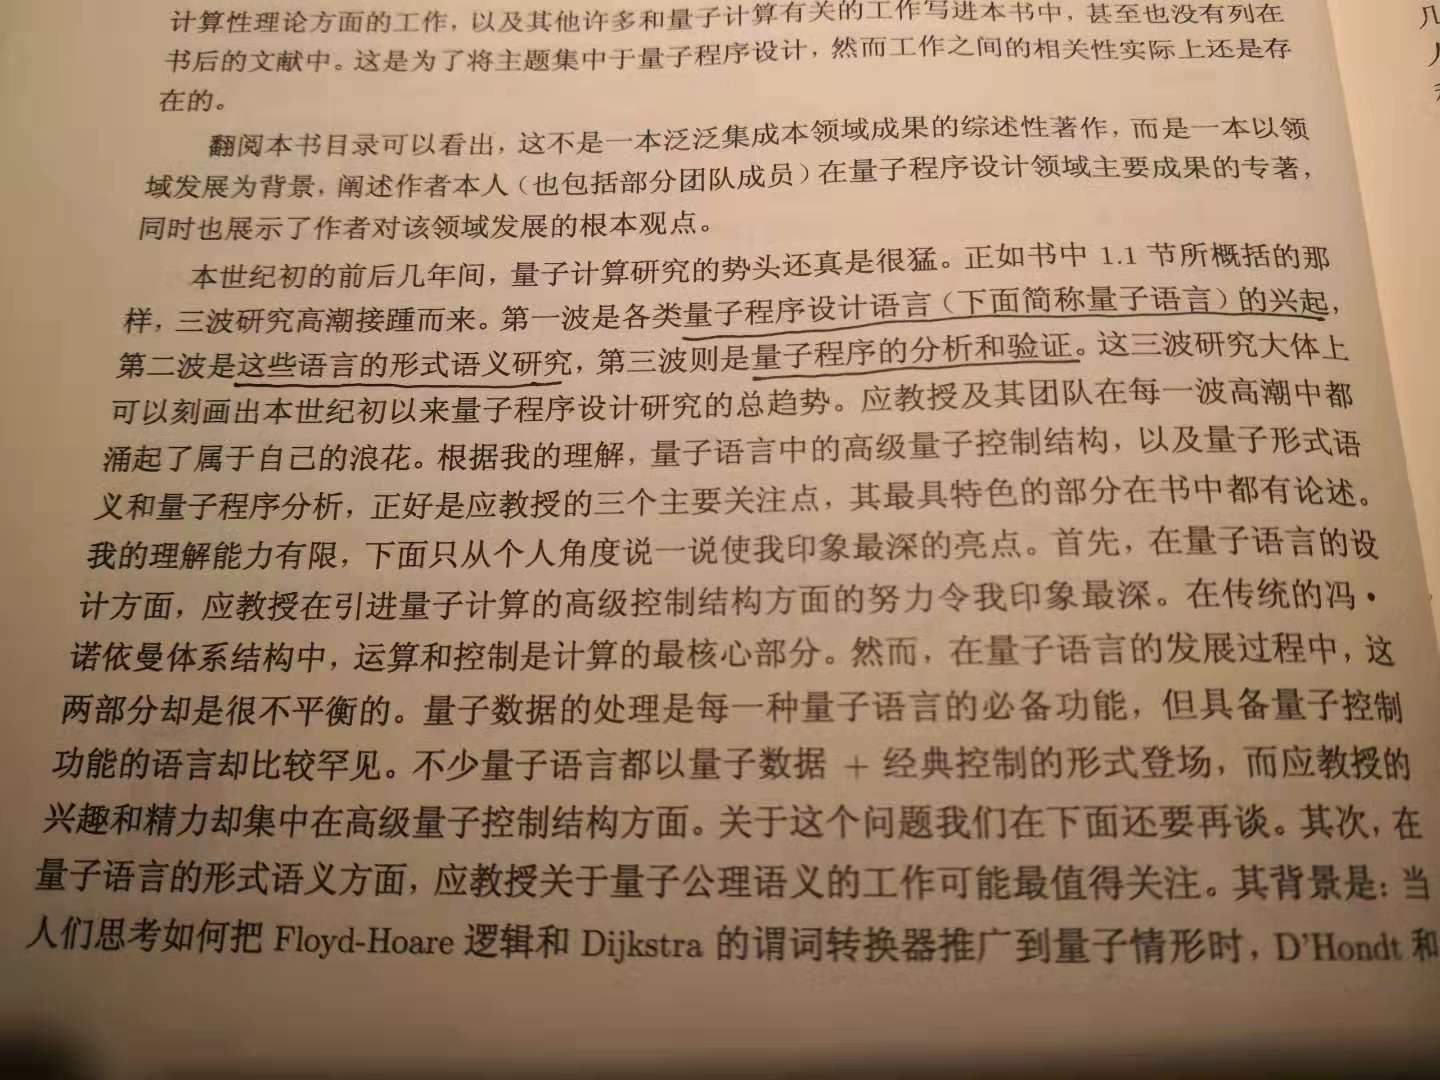 计算性理论方面的工作，以及其他许多和量子计算有关的工作写进本书中，甚至也没有列在
书后的文献中。这是为了将主题集中于量子程序设计，然而工作之间的相关性实际上还是存
在的。
翻阅本书目录可以看出，这不是一本泛泛集成本领域成果的综述性著作，而是一本以领
域发展为背景，阐述作者本人（也包括部分团队成员）在量子程序设计领域主要成果的专著，
同时也展示了作者对该领域发展的根本观点。
本世纪初的前后几年间，量子计算研究的势头还真是很猛。正如书中 1.1 节所概括的那
样，三波研究高潮接踵而来。第一波是各类量子程序设计语言（下面简称量子语言）的兴起，
第二波是这些语言的形式语义研究，第三波则是量子程序的分析和验证。这三波研究大体上
可以刻画出本世纪初以来量子程序设计研究的总趋势。应教授及其团队在每一波高潮中都
涌起了属于自己的浪花。根据我的理解，量子语言中的高级量子控制结构，以及量子形式语
义和量子程序分析，正好是应教授的三个主要关注点，其最具特色的部分在书中都有论述。
我的理解能力有限，下面只从个人角度说一说使我印象最深的亮点。首先，在量子语言的设
计方面，应教授在引进量子计算的高级控制结构方面的努力令我印象最深。在传统的冯·
诺依曼体系结构中，运算和控制是计算的最核心部分。然而，在量子语言的发展过程中，这
两部分却是很不平衡的。量子数据的处理是每一种量子语言的必备功能，但具备量子控制
功能的语言却比较罕见。不少量子语言都以量子数据 + 经典控制的形式登场，而应教授的
兴趣和精力却集中在高级量子控制结构方面。关于这个问题我们在下面还要再谈。其次，在
量子语言的形式语义方面，应教授关于量子公理语义的工作可能最值得关注。其背景是：当
人们思考如何把 Floyd-Hoare 逻辑和 Dijkstra 的谓词转换器推广到量子情形时，D'Hondt 和
几